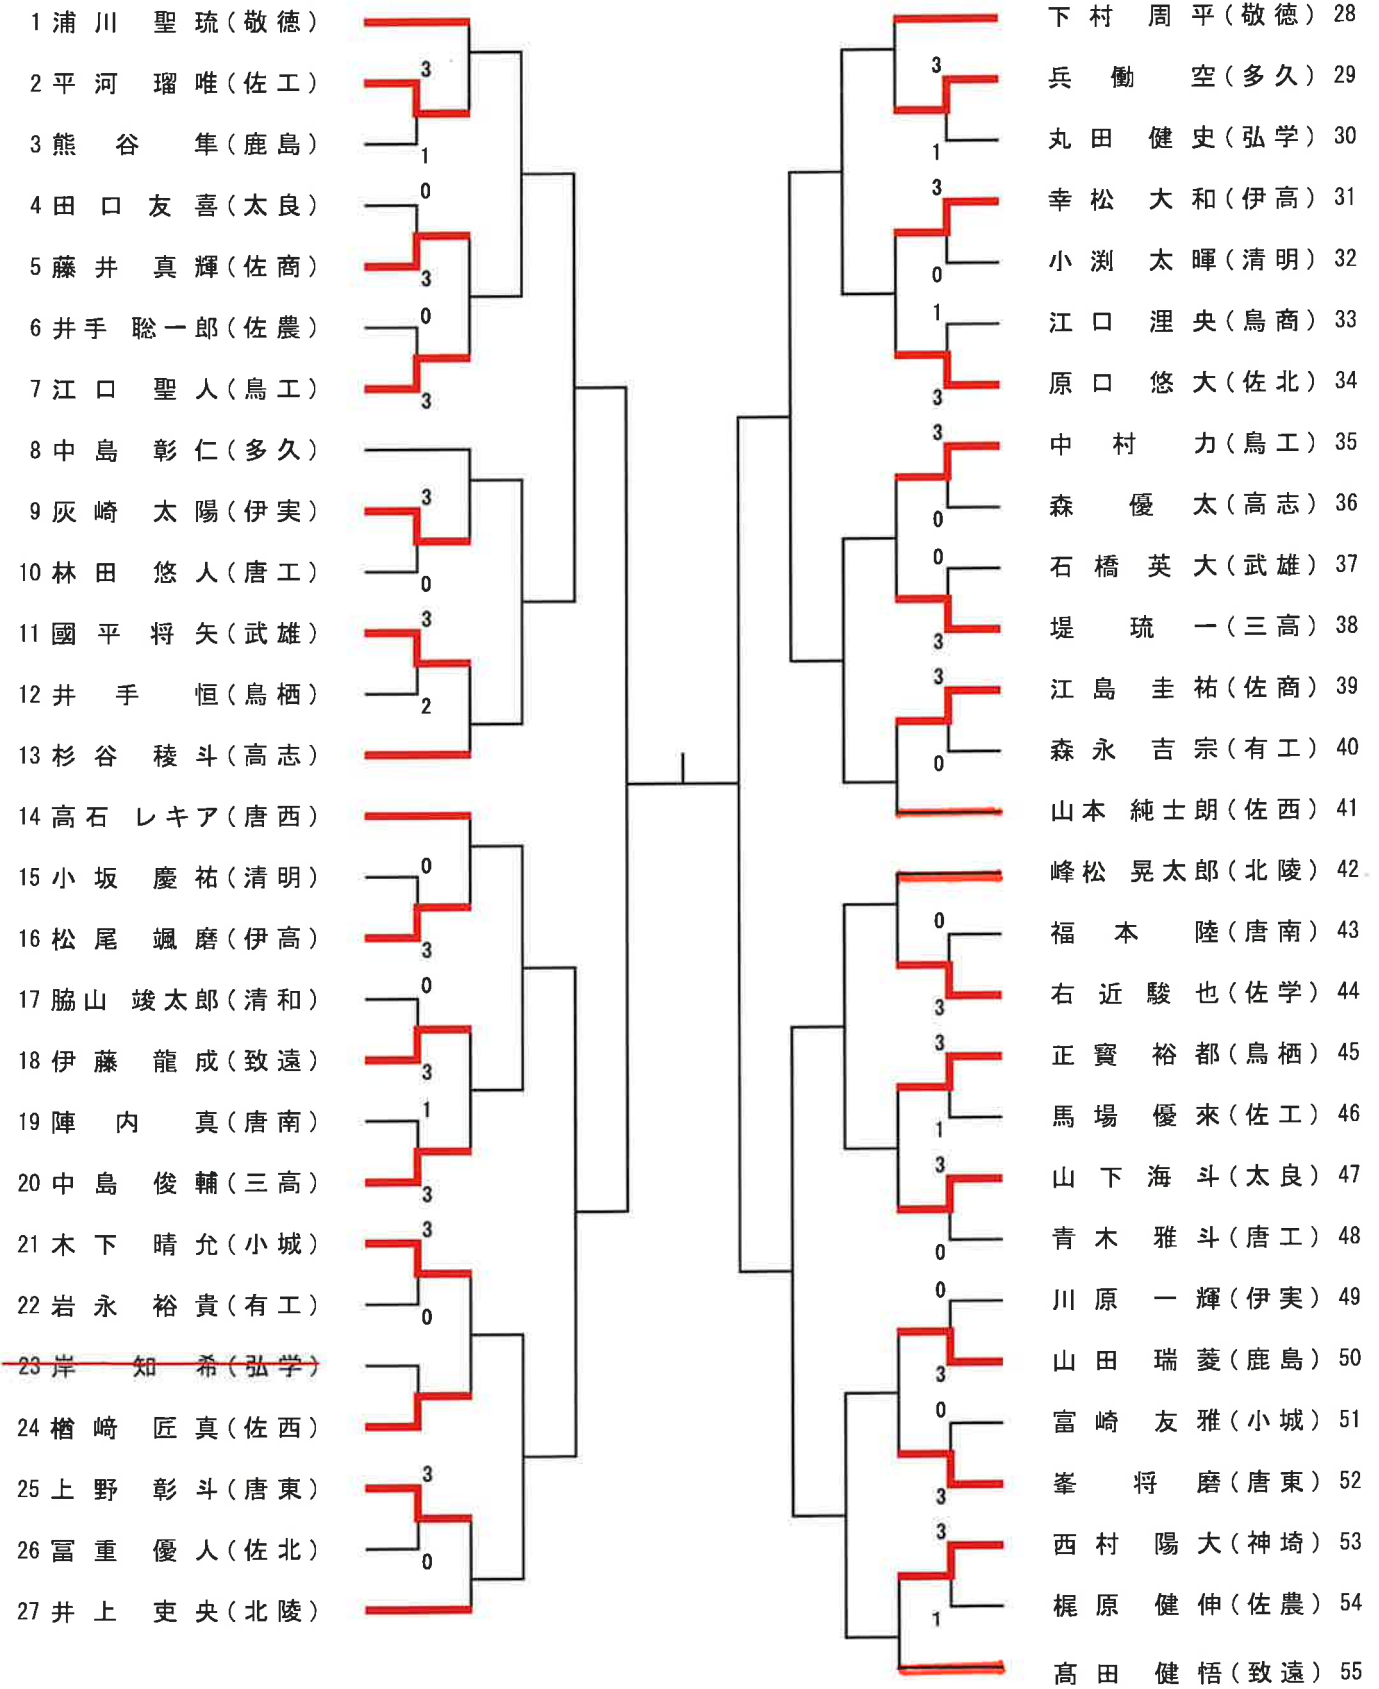 1 浦川 聖琉(敬徳)
3
2 平河 瑠唯(佐工)
3 熊谷 隼(鹿島)
1
0
4 田口 友喜(太良)
5 藤井 真輝(佐商)
3
0
6 井手 聡一郎(佐農)
7 江口 聖人(鳥工)
3
8 中島 彰仁(多久)
3
9 灰崎 太陽(伊実)
10 林田 悠人(唐工)
0
3
11 國平 将矢(武雄)
12 井手 恒(鳥栖)
2
13 杉谷 稜斗(高志)
14 高石 レキア(唐西)
0
15 小坂 慶祐(清明)
16 松尾 颯磨(伊高)
3
0
17 脇山 竣太郎(清和)
18 伊藤 龍成(致遠)
3
1
19 陣内 真(唐南)
20 中島 俊輔(三高)
3
3
21 木下 晴允(小城)
22 岩永 裕貴(有工)
0
23 岸 知希(弘学)
24 楢﨑 匠真(佐西)
3
25 上野 彰斗(唐東)
26 冨重 優人(佐北)
0
27 井上 吏央(北陵)
下村 周平(敬徳) 28
3
兵働 空(多久) 29
丸田 健史(弘学) 30
1
3
幸松 大和(伊高) 31
小渕 太暉(清明) 32
0
1
江口 浬央(鳥商) 33
原口 悠大(佐北) 34
3
3
中村 力(鳥工) 35
森 優太(高志) 36
0
0
石橋 英大(武雄) 37
堤 琉一(三高) 38
3
3
江島 圭祐(佐商) 39
森永 吉宗(有工) 40
0
山本 純士朗(佐西) 41
峰松 晃太郎(北陵) 42
0
福本 陸(唐南) 43
右近 駿也(佐学) 44
3
3
正寳 裕都(鳥栖) 45
馬場 優來(佐工) 46
1
3
山下 海斗(太良) 47
青木 雅斗(唐工) 48
0
0
川原 一輝(伊実) 49
山田 瑞菱(鹿島) 50
3
0
富崎 友雅(小城) 51
峯 将磨(唐東) 52
3
3
西村 陽大(神埼) 53
梶原 健伸(佐農) 54
1
髙田 健悟(致遠) 55